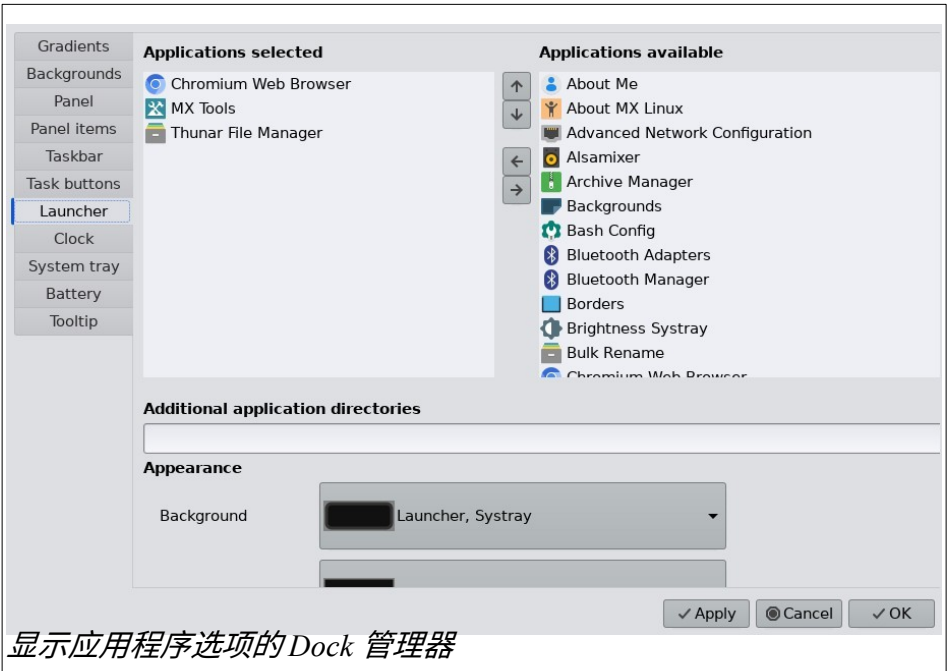 Gradients
Backgrounds
Panel
Panel items
Taskbar
Task buttons
Launcher
Clock
System tray
Battery
Tooltip
Applications selected
Chromium Web Browser
MX Tools
Thunar File Manager
Applications available
About Me
About MX Linux
Advanced Network Configuration
Alsamixer
Archive Manager
Backgrounds
Bash Config
Bluetooth Adapters
Bluetooth Manager
Borders
Brightness Systray
Bulk Rename
Chromium Web Browser
Additional application directories
Appearance
Background
Launcher, Systray
Apply
Cancel
OK
显示应用程序选项的 Dock 管理器